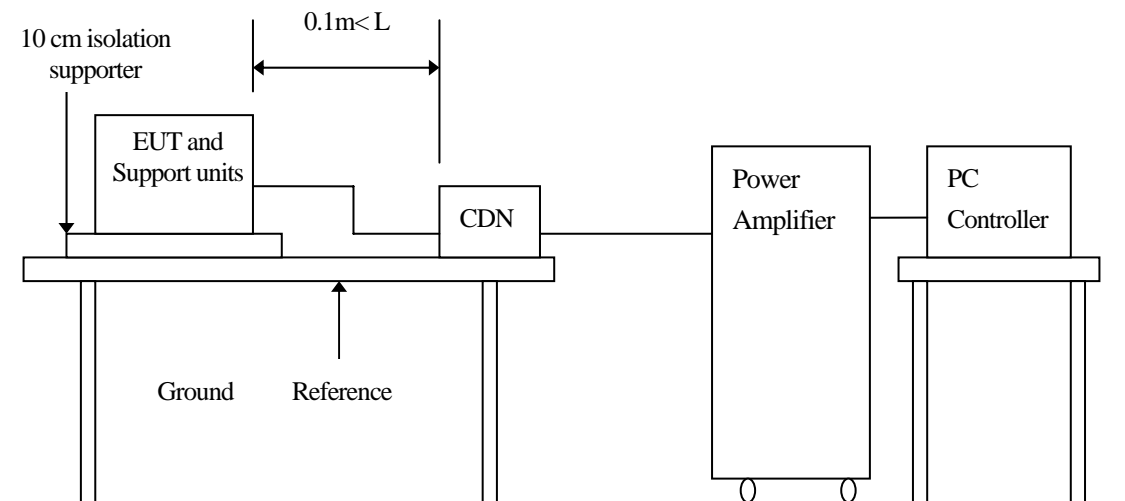 0.1m< L
10 cm isolation
supporter
EUT and
Support units
CDN
Power
Amplifier
PC
Controller
Ground Reference